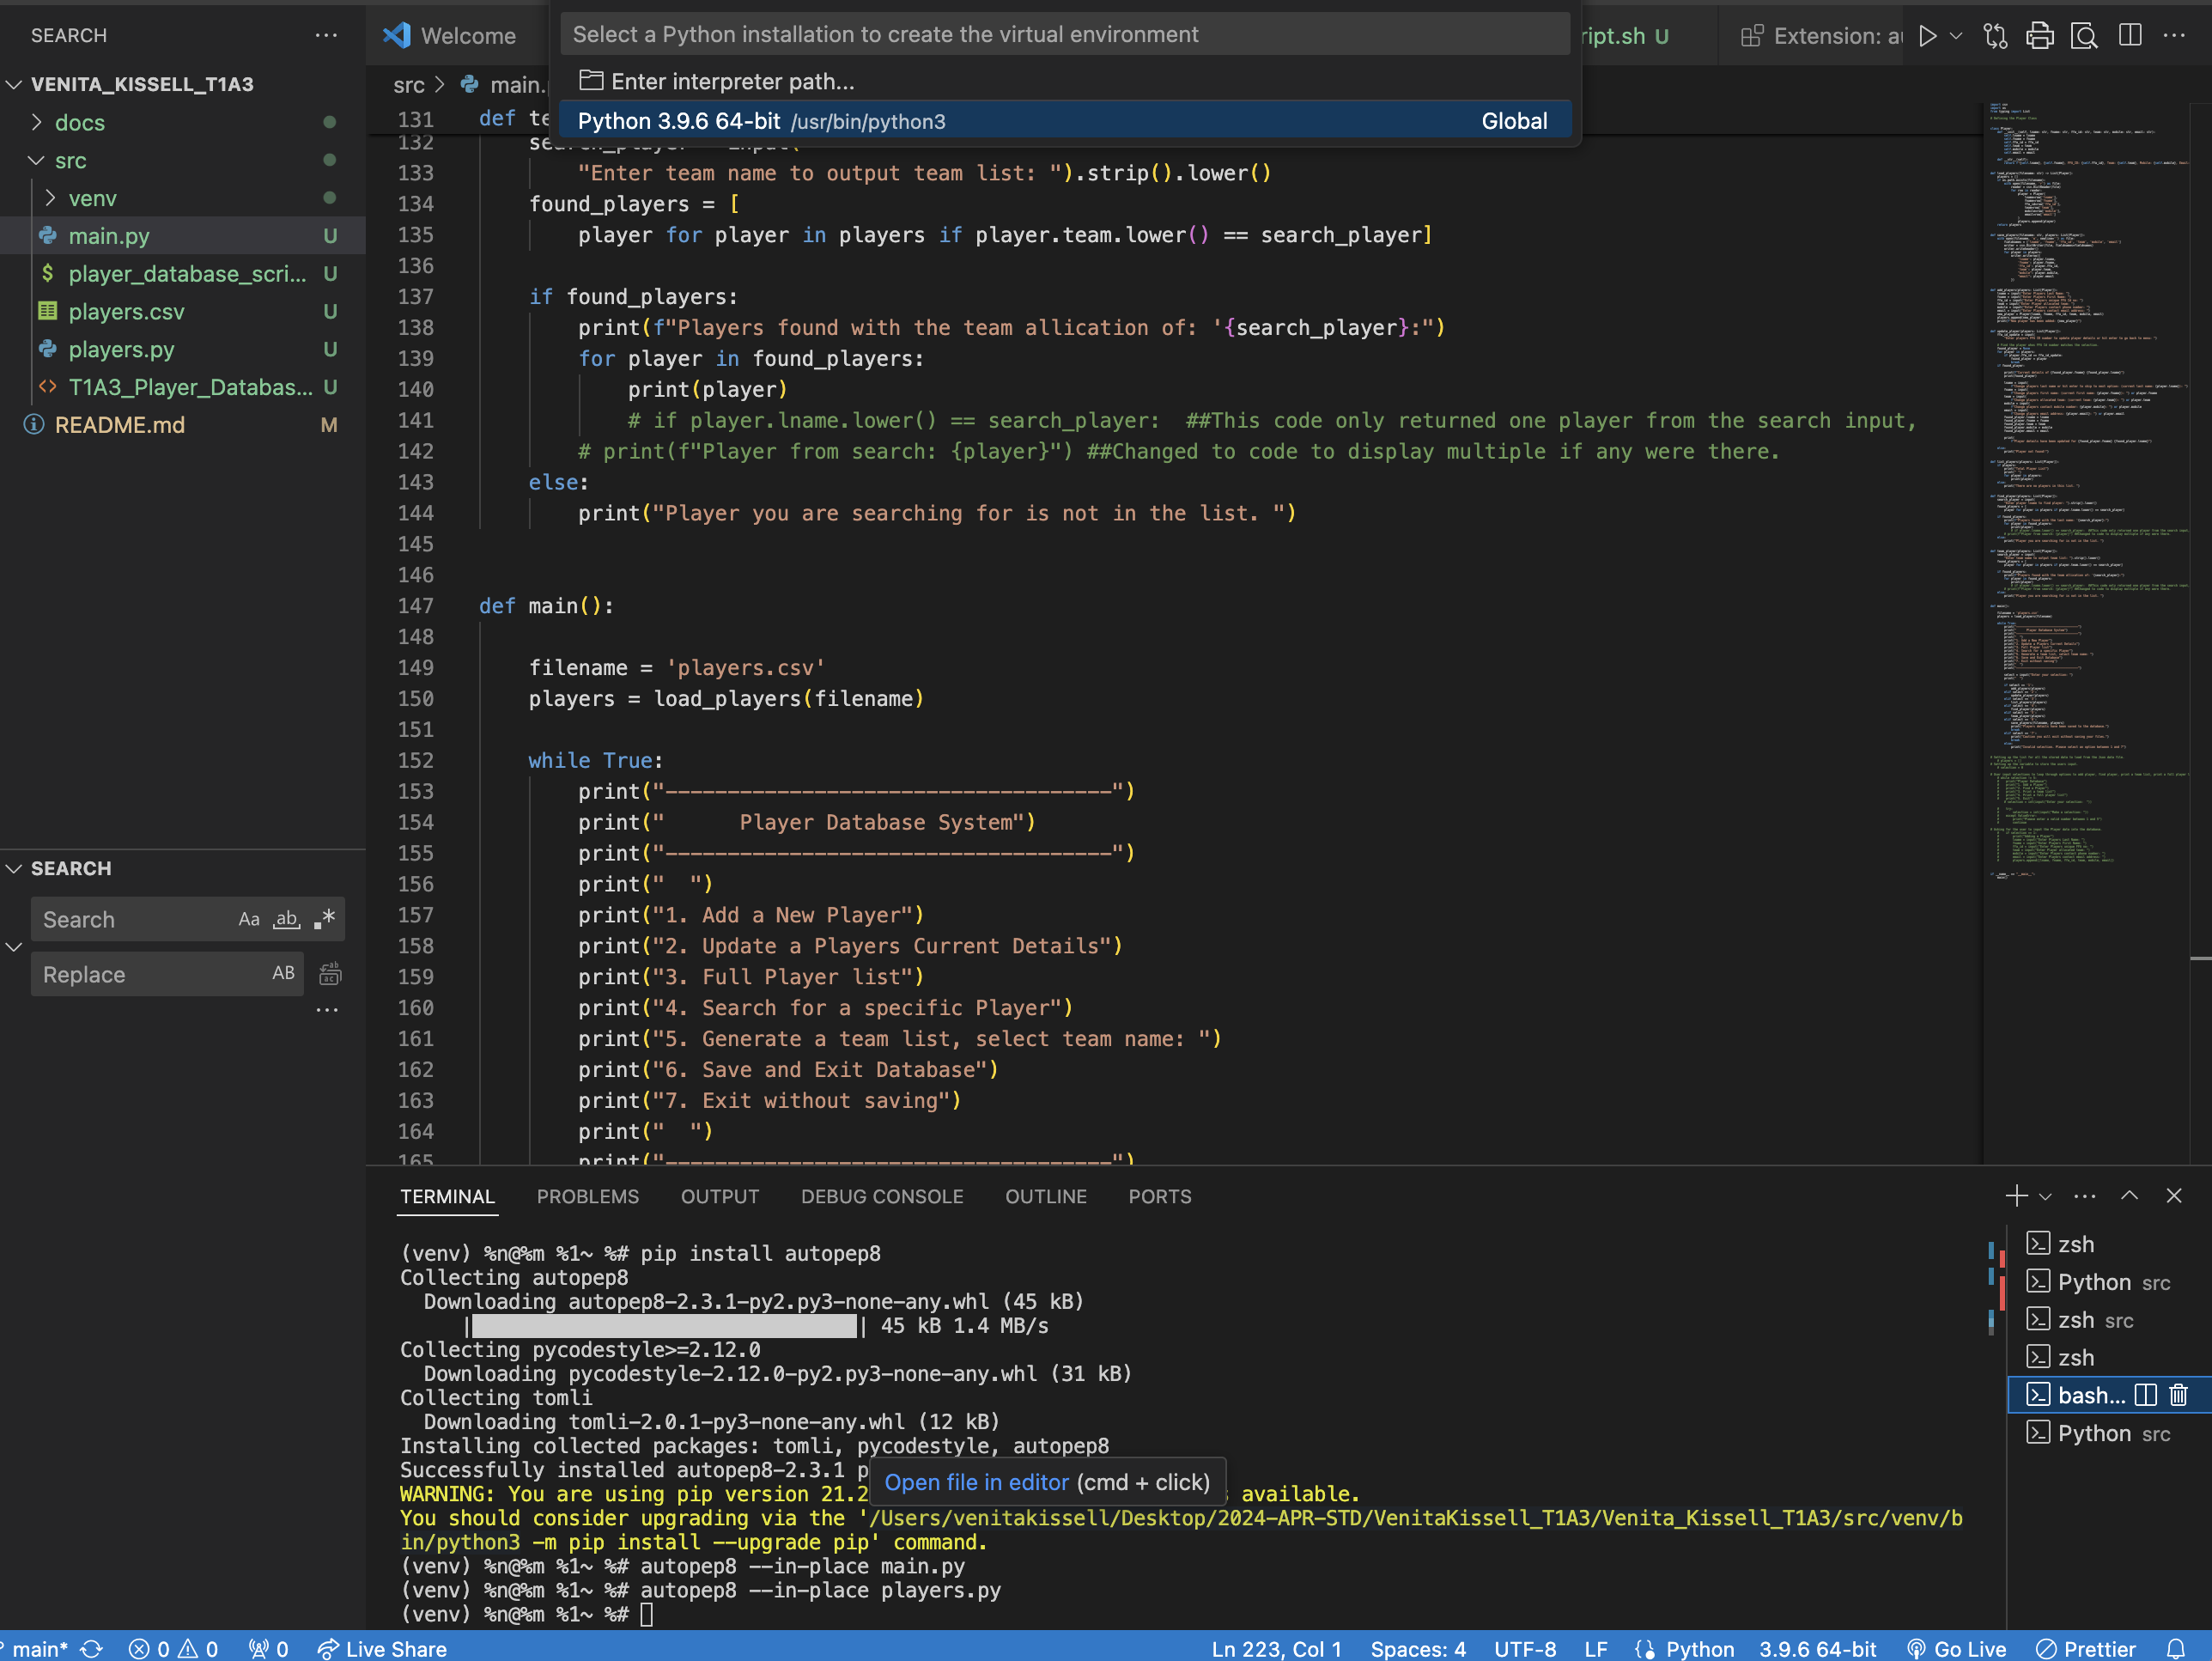 SEARCH
VENITA_KISSELL_T1A3
docs
src
venv
main.py U
player_database_scri... U
players.csv U
players.py U
T1A3_Player_Databas... U
README.md M
SEARCH
Search Aa ab
Replace AB
Welcome
Select a Python installation to create the virtual environment
Enter interpreter path...
Python 3.9.6 64-bit /usr/bin/python3 Global
ript.sh U
Extension: au
src > main.p
131 def te
132
133 "Enter team name to output team list: ").strip().lower()
134 found_players = [
135 player for player in players if player.team.lower() == search_player]
136
137 if found_players:
138 print(f"Players found with the team allication of: '{search_player}:")
139 for player in found_players:
140 print(player)
141 # if player.lname.lower() == search_player:  ##This code only returned one player from the search input,
142 # print(f"Player from search: {player}") ##Changed to code to display multiple if any were there.
143 else:
144 print("Player you are searching for is not in the list. ")
145
146
147 def main():
148
149 filename = 'players.csv'
150 players = load_players(filename)
151
152 while True:
153 print("------------------------------------")
154 print("      Player Database System")
155 print("------------------------------------")
156 print("  ")
157 print("1. Add a New Player")
158 print("2. Update a Players Current Details")
159 print("3. Full Player list")
160 print("4. Search for a specific Player")
161 print("5. Generate a team list, select team name: ")
162 print("6. Save and Exit Database")
163 print("7. Exit without saving")
164 print("  ")
165 print("------------------------------------")
TERMINAL PROBLEMS OUTPUT DEBUG CONSOLE OUTLINE PORTS
(venv) %n@%m %1~ %# pip install autopep8
Collecting autopep8
Downloading autopep8-2.3.1-py2.py3-none-any.whl (45 kB)
| | 45 kB 1.4 MB/s
Collecting pycodestyle>=2.12.0
Downloading pycodestyle-2.12.0-py2.py3-none-any.whl (31 kB)
Collecting tomli
Downloading tomli-2.0.1-py3-none-any.whl (12 kB)
Installing collected packages: tomli, pycodestyle, autopep8
Successfully installed autopep8-2.3.1 p
Open file in editor (cmd + click)
WARNING: You are using pip version 21.2 available.
You should consider upgrading via the '/Users/venitakissell/Desktop/2024-APR-STD/VenitaKissell_T1A3/Venita_Kissell_T1A3/src/venv/b
in/python3 -m pip install --upgrade pip' command.
(venv) %n@%m %1~ %# autopep8 --in-place main.py
(venv) %n@%m %1~ %# autopep8 --in-place players.py
(venv) %n@%m %1~ %#
zsh
Python src
zsh src
zsh
bash...
Python src
main* 0 0 0 Live Share Ln 223, Col 1 Spaces: 4 UTF-8 LF Python 3.9.6 64-bit Go Live Prettier